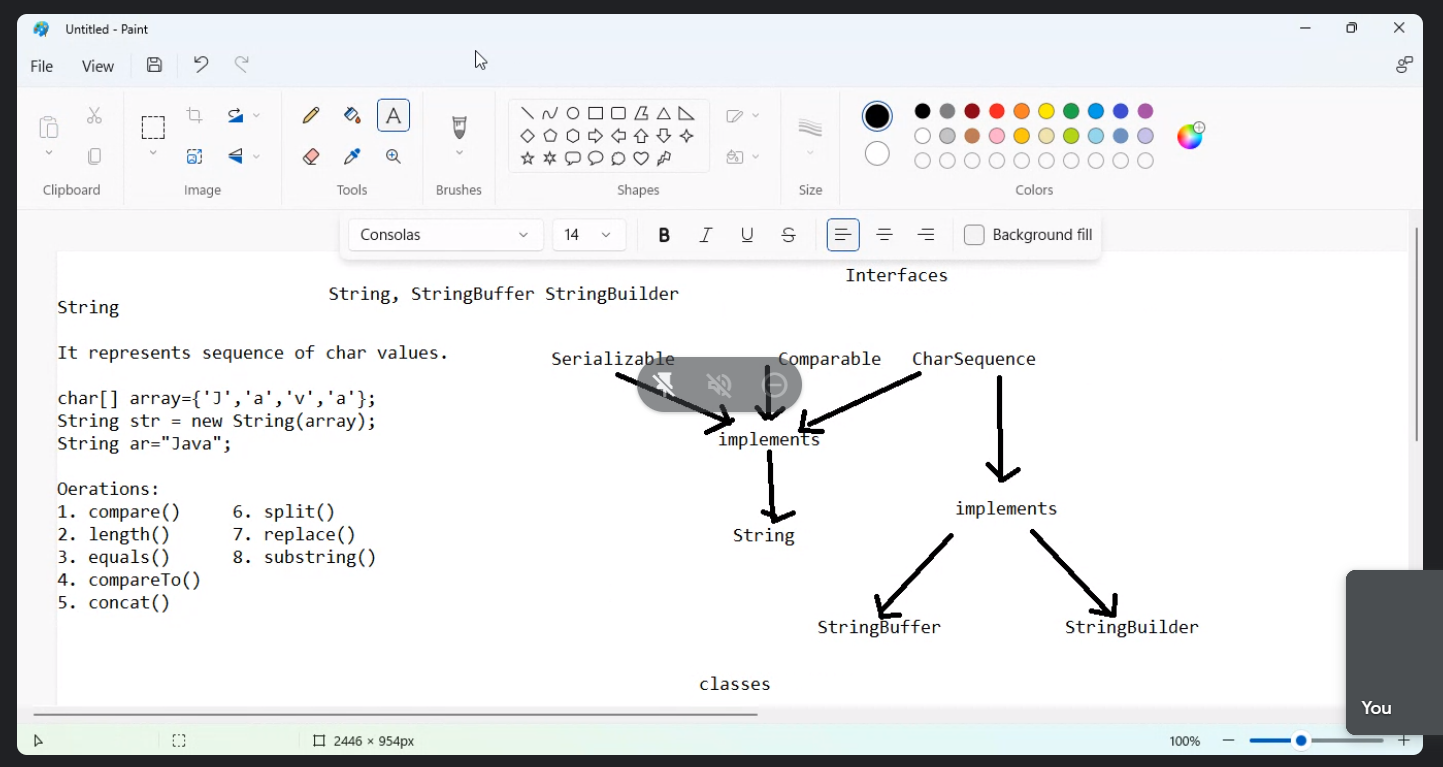 Untitled - Paint
File View
Clipboard Image Tools Brushes Shapes Size Colors
Consolas 14 B I U S Background fill
Interfaces
String, StringBuffer StringBuilder
String
It represents sequence of char values.
Serializable Comparable CharSequence
char[] array={'J','a','v','a'};
String str = new String(array);
String ar="Java";
implements
Oerations:
1. compare() 6. split()
2. length() 7. replace()
3. equals() 8. substring()
4. compareTo()
5. concat()
implements
String
StringBuffer StringBuilder
classes
You
2446 × 954px 100%